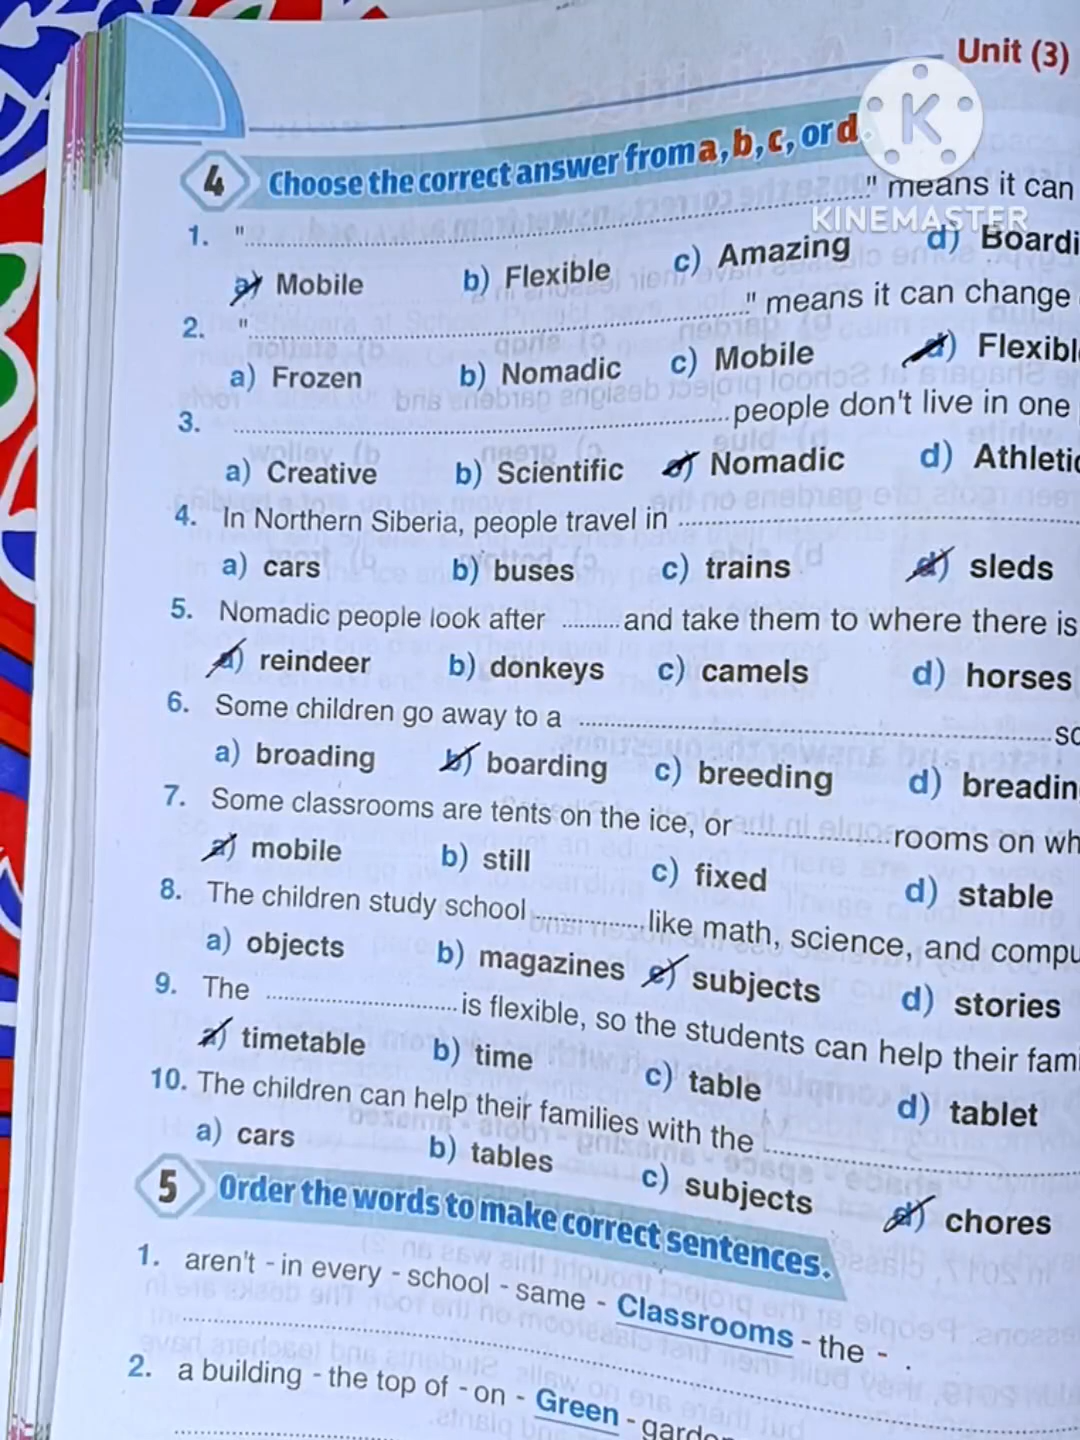 Unit (3)
4 Choose the correct answer from a, b, c, or d.
K
KINEMASTER
1. "........................" means it can
a) Mobile b) Flexible c) Amazing d) Boardi
2. "........................" means it can change
a) Frozen b) Nomadic c) Mobile d) Flexibl
3. ........................ people don't live in one
a) Creative b) Scientific c) Nomadic d) Athletic
4. In Northern Siberia, people travel in ........................
a) cars b) buses c) trains d) sleds
5. Nomadic people look after ......... and take them to where there is
a) reindeer b) donkeys c) camels d) horses
6. Some children go away to a ........................ sc
a) broading b) boarding c) breeding d) breadin
7. Some classrooms are tents on the ice, or ............... rooms on wh
a) mobile b) still c) fixed d) stable
8. The children study school ............ like math, science, and compu
a) objects b) magazines c) subjects d) stories
9. The .................. is flexible, so the students can help their fami
a) timetable b) time c) table d) tablet
10. The children can help their families with the ........................
a) cars b) tables c) subjects d) chores
5 Order the words to make correct sentences.
1. aren't - in every - school - same - Classrooms - the - .
2. a building - the top of - on - Green - garde